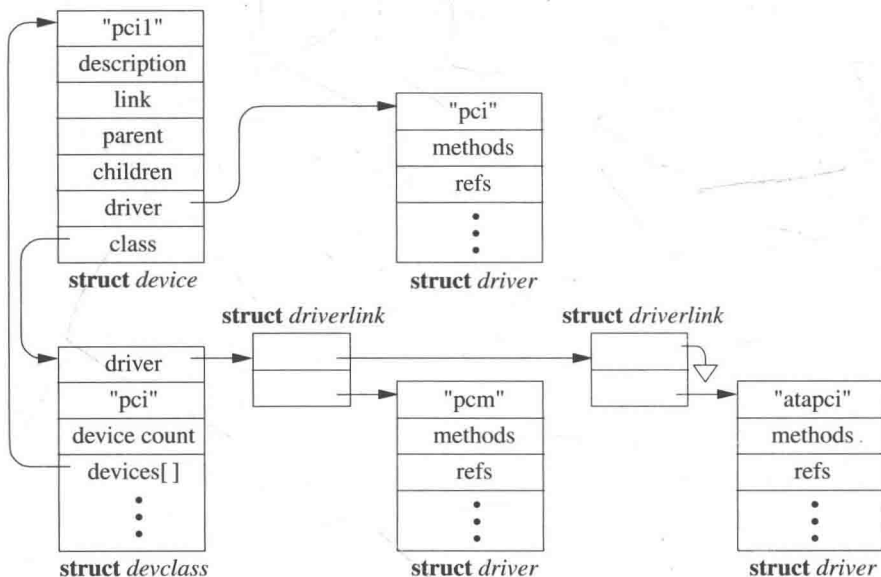 "pci1"
description
link
parent
children
driver
class
struct device
"pci"
methods
refs
struct driver
struct driverlink
struct driverlink
driver
"pci"
device count
devices[ ]
struct devclass
"pcm"
methods
refs
struct driver
"atapci"
methods
refs
struct driver